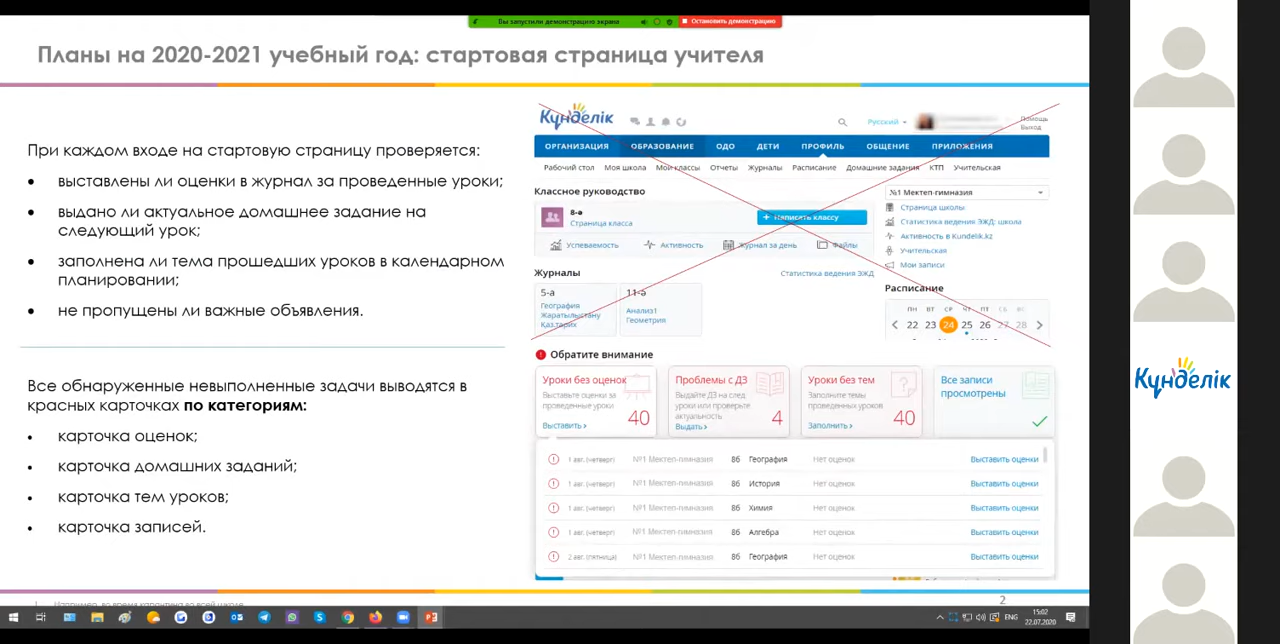 Вы запустили демонстрацию экрана
Остановить демонстрацию
Планы на 2020-2021 учебный год: стартовая страница учителя
При каждом входе на стартовую страницу проверяется:
• выставлены ли оценки в журнал за проведенные уроки;
• выдано ли актуальное домашнее задание на
следующий урок;
• заполнена ли тема прошедших уроков в календарном
планировании;
• не пропущены ли важные объявления.
Все обнаруженные невыполненные задачи выводятся в
красных карточках по категориям:
• карточка оценок;
• карточка домашних заданий;
• карточка тем уроков;
• карточка записей.
Күнделік
Русский
Помощь
Выход
ОРГАНИЗАЦИЯ ОБРАЗОВАНИЕ ОДО ДЕТИ ПРОФИЛЬ ОБЩЕНИЕ ПРИЛОЖЕНИЯ
Рабочий стол Моя школа Мои классы Отчеты Журналы Расписание Домашние задания КТП Учительская
Классное руководство
8-ә
Страница класса
+ Написать классу
Успеваемость Активность Журнал за день Файлы
Журналы
Статистика ведения ЭЖД
5-а
География
Жаратылыстану
Қаз.тарих
11-а
Анализ1
Геометрия
№1 Мектеп-гимназия
Страница школы
Статистика ведения ЭЖД: школа
Активность в Kundelik.kz
Учительская
Мои записи
Расписание
ПН ВТ СР ЧТ ПТ СБ ВС
22 23 24 25 26 27 28
Обратите внимание
Уроки без оценок
Выставьте оценки за
проведенные уроки
40
Выставить ›
Проблемы с ДЗ
Выдайте ДЗ на след.
уроки или проверьте
актуальность
4
Выдать ›
Уроки без тем
Заполните темы
проведенных уроков
40
Заполнить ›
Все записи
просмотрены
1 авг. (четверг) №1 Мектеп-гимназия 8б География Нет оценок Выставить оценки
1 авг. (четверг) №1 Мектеп-гимназия 8б История Нет оценок Выставить оценки
1 авг. (четверг) №1 Мектеп-гимназия 8б Химия Нет оценок Выставить оценки
1 авг. (четверг) №1 Мектеп-гимназия 8б Алгебра Нет оценок Выставить оценки
2 авг. (пятница) №1 Мектеп-гимназия 8б География Нет оценок Выставить оценки
2
ENG
15:02
22.07.2020
Күнделік